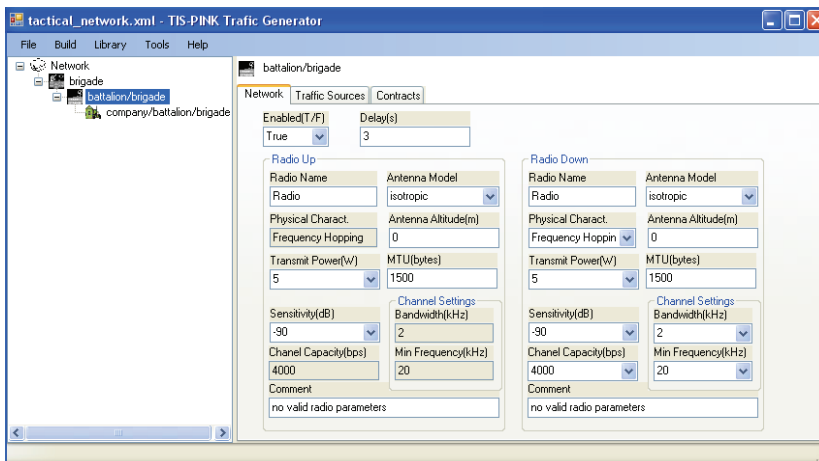 tactical_network.xml - TIS-PINK Trafic Generator
File Build Library Tools Help
Network
brigade
battalion/brigade
company/battalion/brigade
battalion/brigade
Network Traffic Sources Contracts
Enabled(T/F) Delay(s)
True 3
Radio Up
Radio Name Antenna Model
Radio isotropic
Physical Charact. Antenna Altitude(m)
Frequency Hopping 0
Transmit Power(W) MTU(bytes)
5 1500
Channel Settings
Sensitivity(dB) Bandwidth(kHz)
-90 2
Chanel Capacity(bps) Min Frequency(kHz)
4000 20
Comment
no valid radio parameters
Radio Down
Radio Name Antenna Model
Radio isotropic
Physical Charact. Antenna Altitude(m)
Frequency Hoppin 0
Transmit Power(W) MTU(bytes)
5 1500
Channel Settings
Sensitivity(dB) Bandwidth(kHz)
-90 2
Chanel Capacity(bps) Min Frequency(kHz)
4000 20
Comment
no valid radio parameters